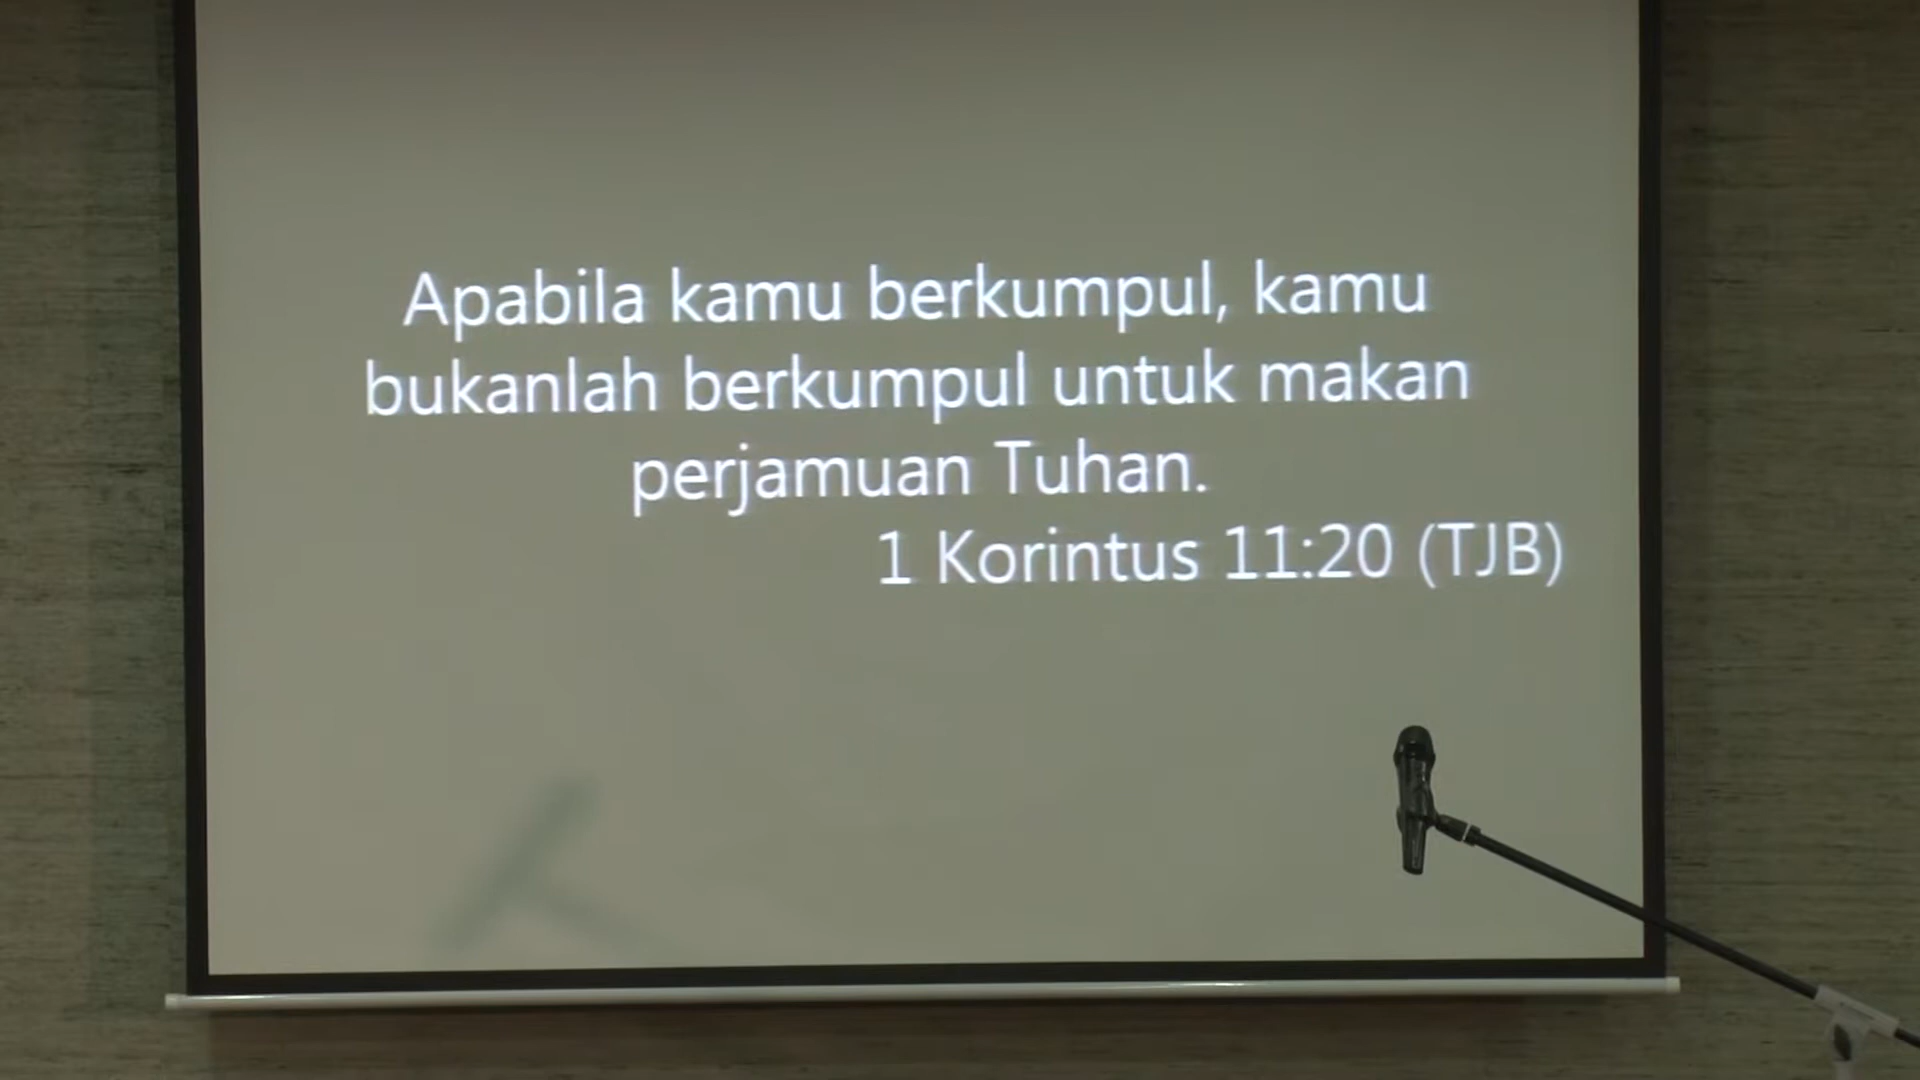 Apabila kamu berkumpul, kamu
bukanlah berkumpul untuk makan
perjamuan Tuhan.
1 Korintus 11:20 (TJB)